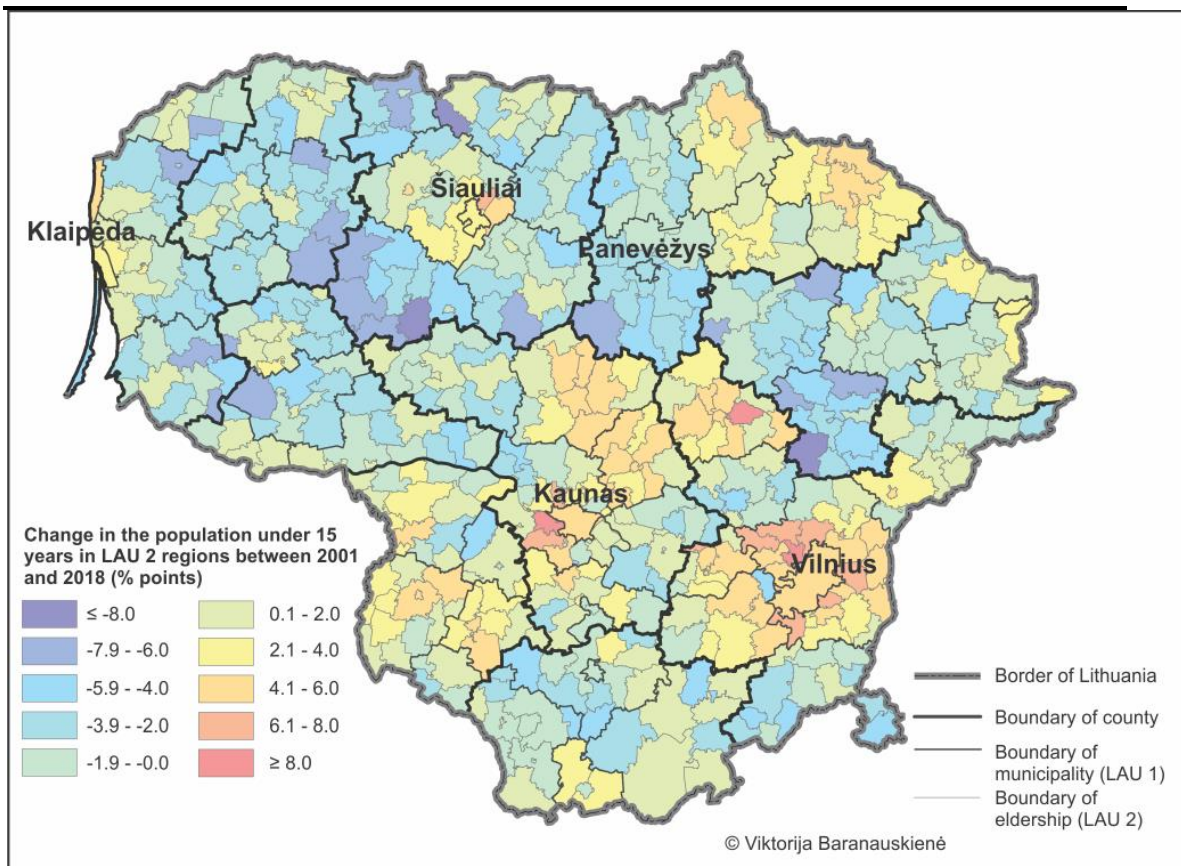 Šiauliai
Klaipėda
Panevėžys
Kaunas
Vilnius
Change in the population under 15
years in LAU 2 regions between 2001
and 2018 (% points)
≤ -8.0
-7.9 - -6.0
-5.9 - -4.0
-3.9 - -2.0
-1.9 - -0.0
0.1 - 2.0
2.1 - 4.0
4.1 - 6.0
6.1 - 8.0
≥ 8.0
Border of Lithuania
Boundary of county
Boundary of
municipality (LAU 1)
Boundary of
eldership (LAU 2)
© Viktorija Baranauskienė